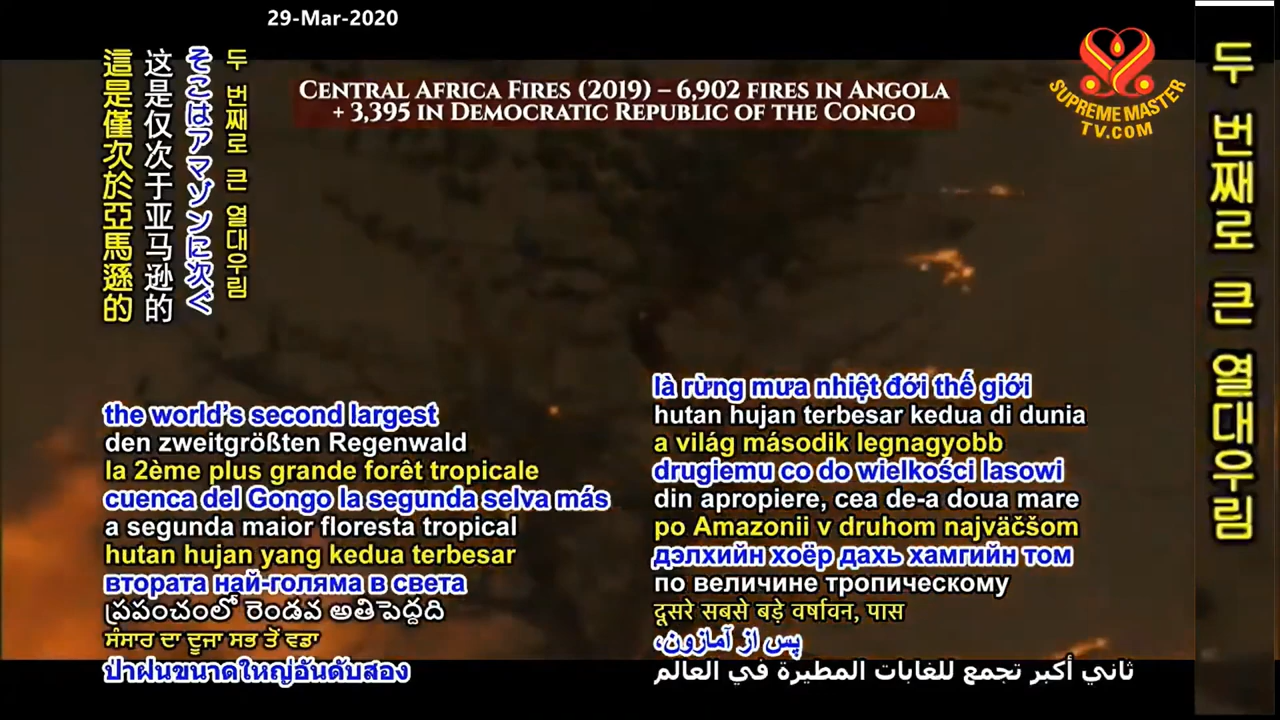 29-Mar-2020
CENTRAL AFRICA FIRES (2019) – 6,902 FIRES IN ANGOLA
+ 3,395 IN DEMOCRATIC REPUBLIC OF THE CONGO
SUPREME MASTER
TV.COM
두 번째로 큰 열대우림
そこはアマゾンに次ぐ
这是仅次于亚马逊的
這是僅次於亞馬遜的
the world's second largest
den zweitgrößten Regenwald
la 2ème plus grande forêt tropicale
cuenca del Gongo la segunda selva más
a segunda maior floresta tropical
hutan hujan yang kedua terbesar
втората най-голяма в света
ప్రపంచంలో రెండవ అతిపెద్దది
ਸੰਸਾਰ ਦਾ ਦੂਜਾ ਸਭ ਤੋਂ ਵਡਾ
ป่าฝนขนาดใหญ่อันดับสอง
là rừng mưa nhiệt đới thế giới
hutan hujan terbesar kedua di dunia
a világ második legnagyobb
drugiemu co do wielkości lasowi
din apropiere, cea de-a doua mare
po Amazonii v druhom najväčšom
дэлхийн хоёр дахь хамгийн том
по величине тропическому
दूसरे सबसे बड़े वर्षावन, पास
پس از آمازون،
ثاني أكبر تجمع للغابات المطيرة في العالم
두 번째로 큰 열대우림